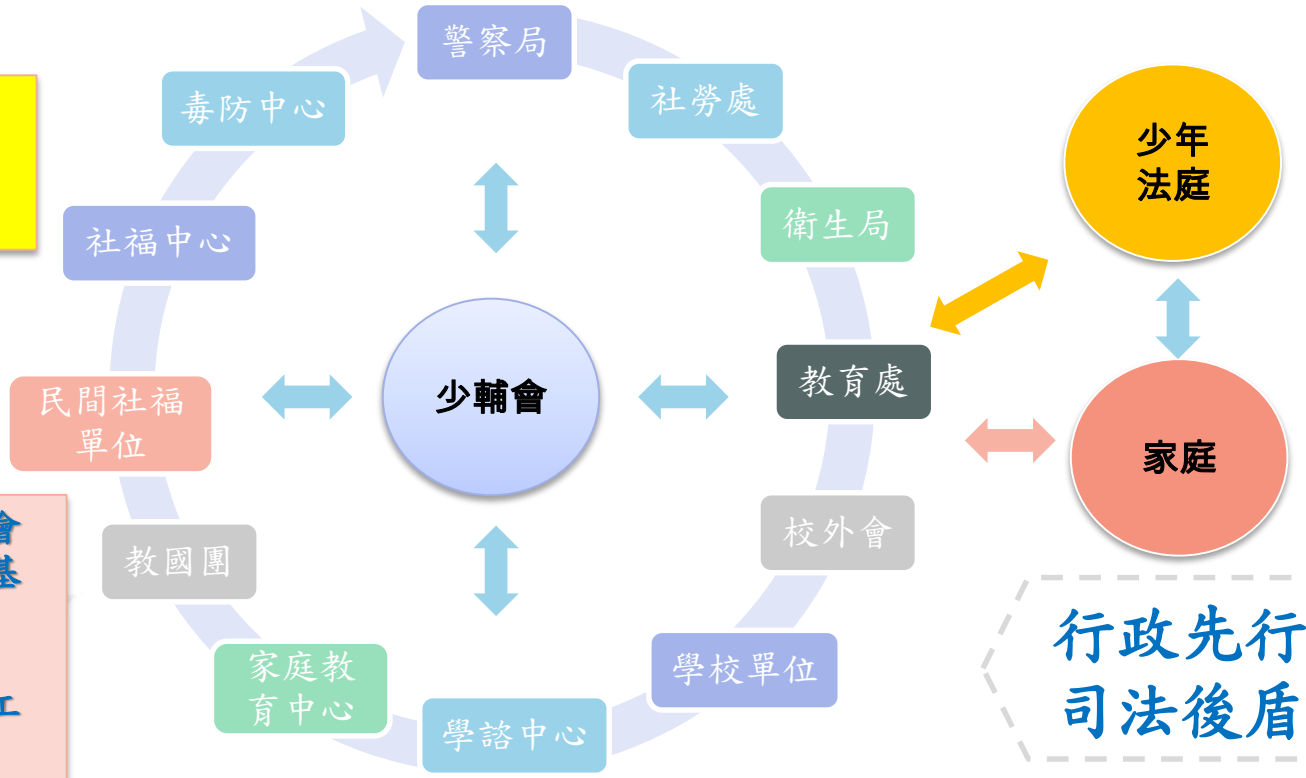 警察局
社勞處
衛生局
教育處
校外會
學校單位
學諮中心
家庭教
育中心
教國團
民間社福
單位
社福中心
毒防中心
少輔會
少年
法庭
家庭
會
基
工
行政先行
司法後盾